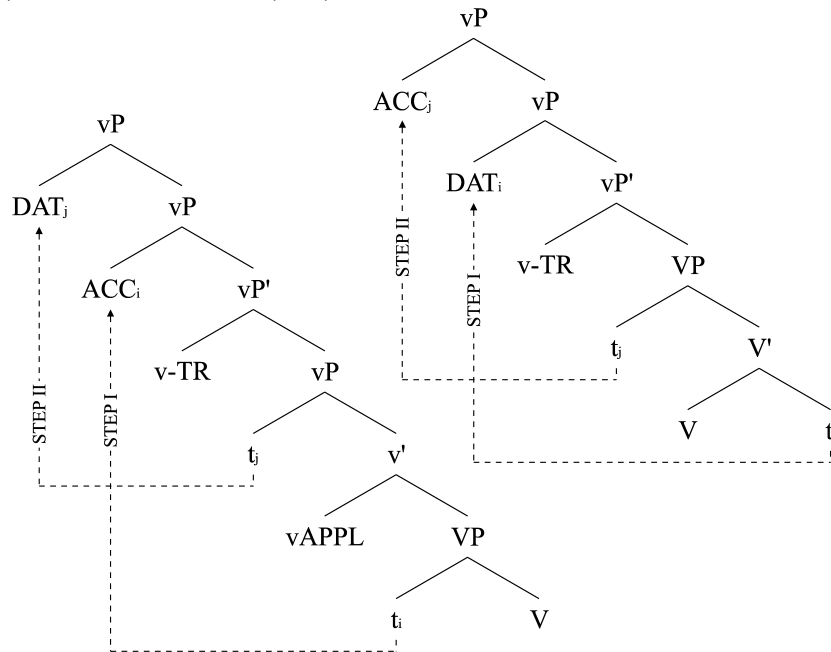 vP
DATⱼ vP
ACCᵢ vP'
v-TR vP
tⱼ v'
vAPPL VP
tᵢ V
STEP II
STEP I
vP
ACCⱼ vP
DATᵢ vP'
v-TR VP
tⱼ V'
V t
STEP II
STEP I